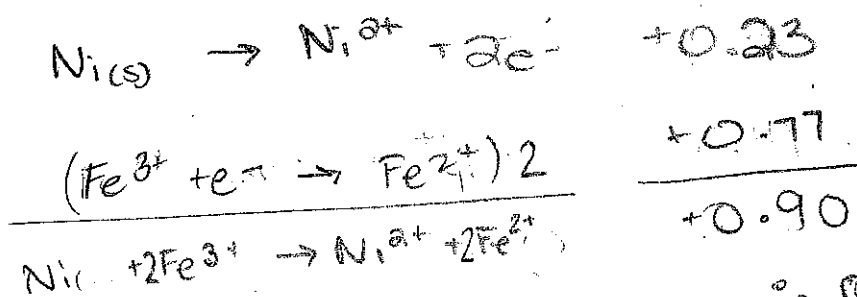 Ni(s) → Ni²⁺ + 2e⁻ +0.23
(Fe³⁺ + e⁻ → Fe²⁺) 2 +0.77
+0.90
Ni( +2Fe³⁺ → Ni²⁺ +2Fe²⁺